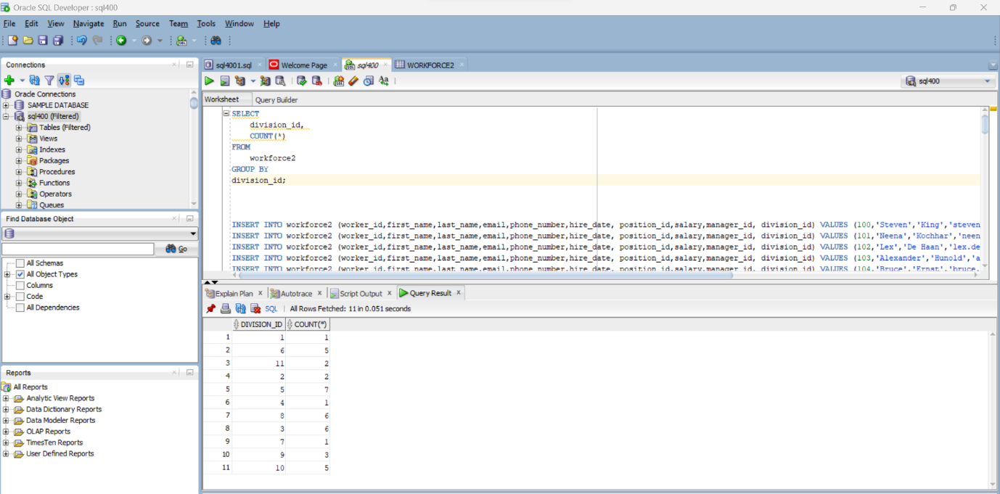 Oracle SQL Developer : sql400
File Edit View Navigate Run Source Team Tools Window Help
Connections
Oracle Connections
SAMPLE DATABASE
sql400 (Filtered)
Tables (Filtered)
Views
Indexes
Packages
Procedures
Functions
Operators
Queues
Find Database Object
Go
All Schemas
All Object Types
Columns
Code
All Dependencies
Reports
All Reports
Analytic View Reports
Data Dictionary Reports
Data Modeler Reports
OLAP Reports
TimesTen Reports
User Defined Reports
sql4001.sql Welcome Page sql400 WORKFORCE2
sql400
Worksheet Query Builder
SELECT
division_id,
COUNT(*)
FROM
workforce2
GROUP BY
division_id;
INSERT INTO workforce2 (worker_id,first_name,last_name,email,phone_number,hire_date, position_id,salary,manager_id, division_id) VALUES (100,'Steven','King','steven
INSERT INTO workforce2 (worker_id,first_name,last_name,email,phone_number,hire_date, position_id,salary,manager_id, division_id) VALUES (101,'Neena','Kochhar','neen
INSERT INTO workforce2 (worker_id,first_name,last_name,email,phone_number,hire_date, position_id,salary,manager_id, division_id) VALUES (102,'Lex','De Haan','lex.de
INSERT INTO workforce2 (worker_id,first_name,last_name,email,phone_number,hire_date, position_id,salary,manager_id, division_id) VALUES (103,'Alexander','Hunold','a
INSERT INTO workforce2 (worker_id,first_name,last_name,email,phone_number,hire_date, position_id,salary,manager_id, division_id) VALUES (104,'Bruce','Ernst','bruce.
Explain Plan Autotrace Script Output Query Result
SQL All Rows Fetched: 11 in 0.051 seconds
DIVISION_ID COUNT(*)
1 1 1
2 6 5
3 11 2
4 2 2
5 5 7
6 4 1
7 8 6
8 3 6
9 7 1
10 9 3
11 10 5